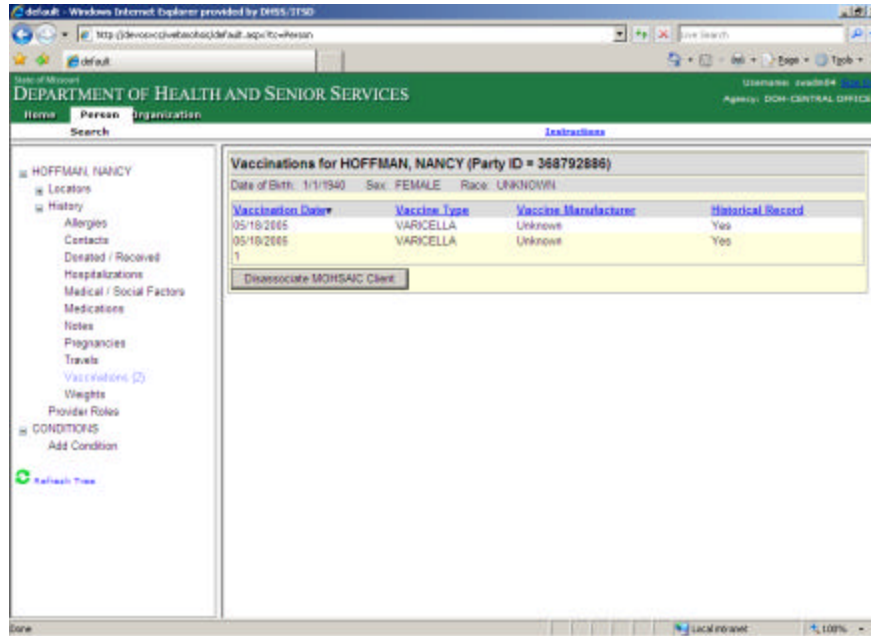 default - Windows Internet Explorer provided by DHSS/ITSD
Live Search
default
Page Tools
State of Missouri
DEPARTMENT OF HEALTH AND SENIOR SERVICES
Username:
Agency: DOH-CENTRAL OFFICE
Home Person Organization
Search Instructions
HOFFMAN, NANCY
Locators
History
Allergies
Contacts
Donated / Received
Hospitalizations
Medical / Social Factors
Medications
Notes
Pregnancies
Travels
Vaccinations (2)
Weights
Provider Roles
CONDITIONS
Add Condition
Refresh Tree
Vaccinations for HOFFMAN, NANCY (Party ID = 368792886)
Date of Birth: 1/1/1940 Sex: FEMALE Race: UNKNOWN
Vaccination Date Vaccine Type Vaccine Manufacturer Historical Record
05/18/2005 VARICELLA Unknown Yes
05/18/2005 VARICELLA Unknown Yes
1
Disassociate MOHSAIC Client
Done Local intranet 100%